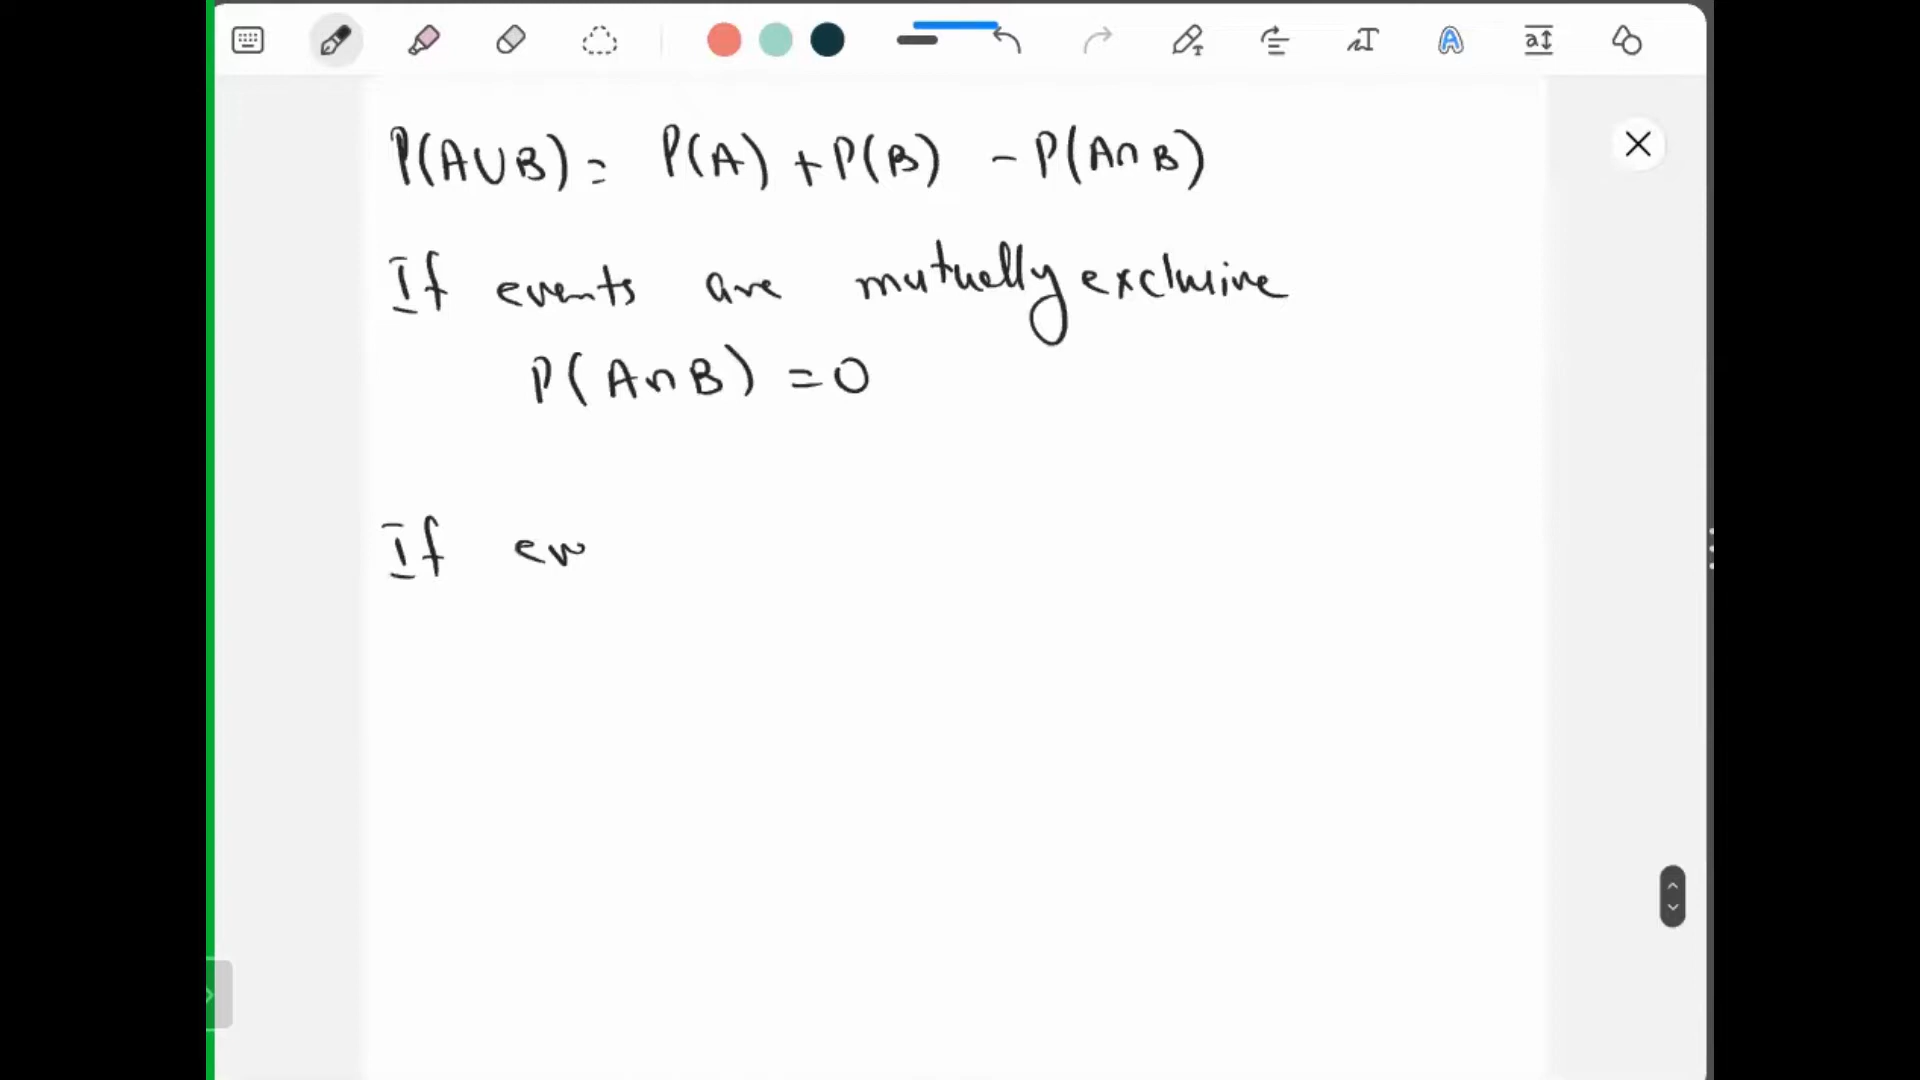 P(A∪B) = P(A) + P(B) - P(A∩B)
If events are mutually exclusive
P(A∩B) = 0
If ev